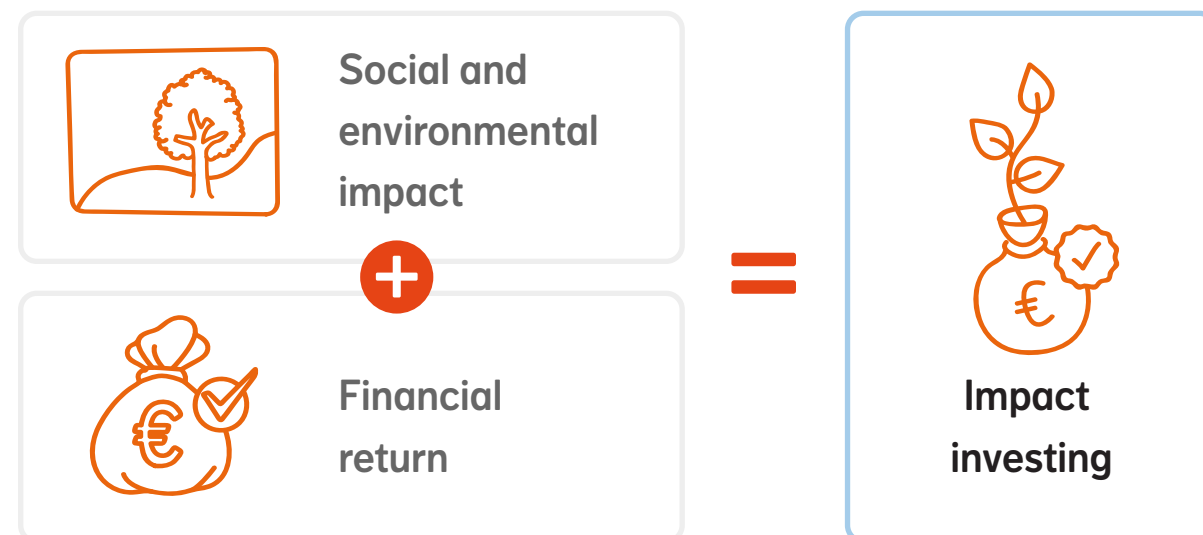 Social and
environmental
impact
+
€
Financial
return
=
€
Impact
investing